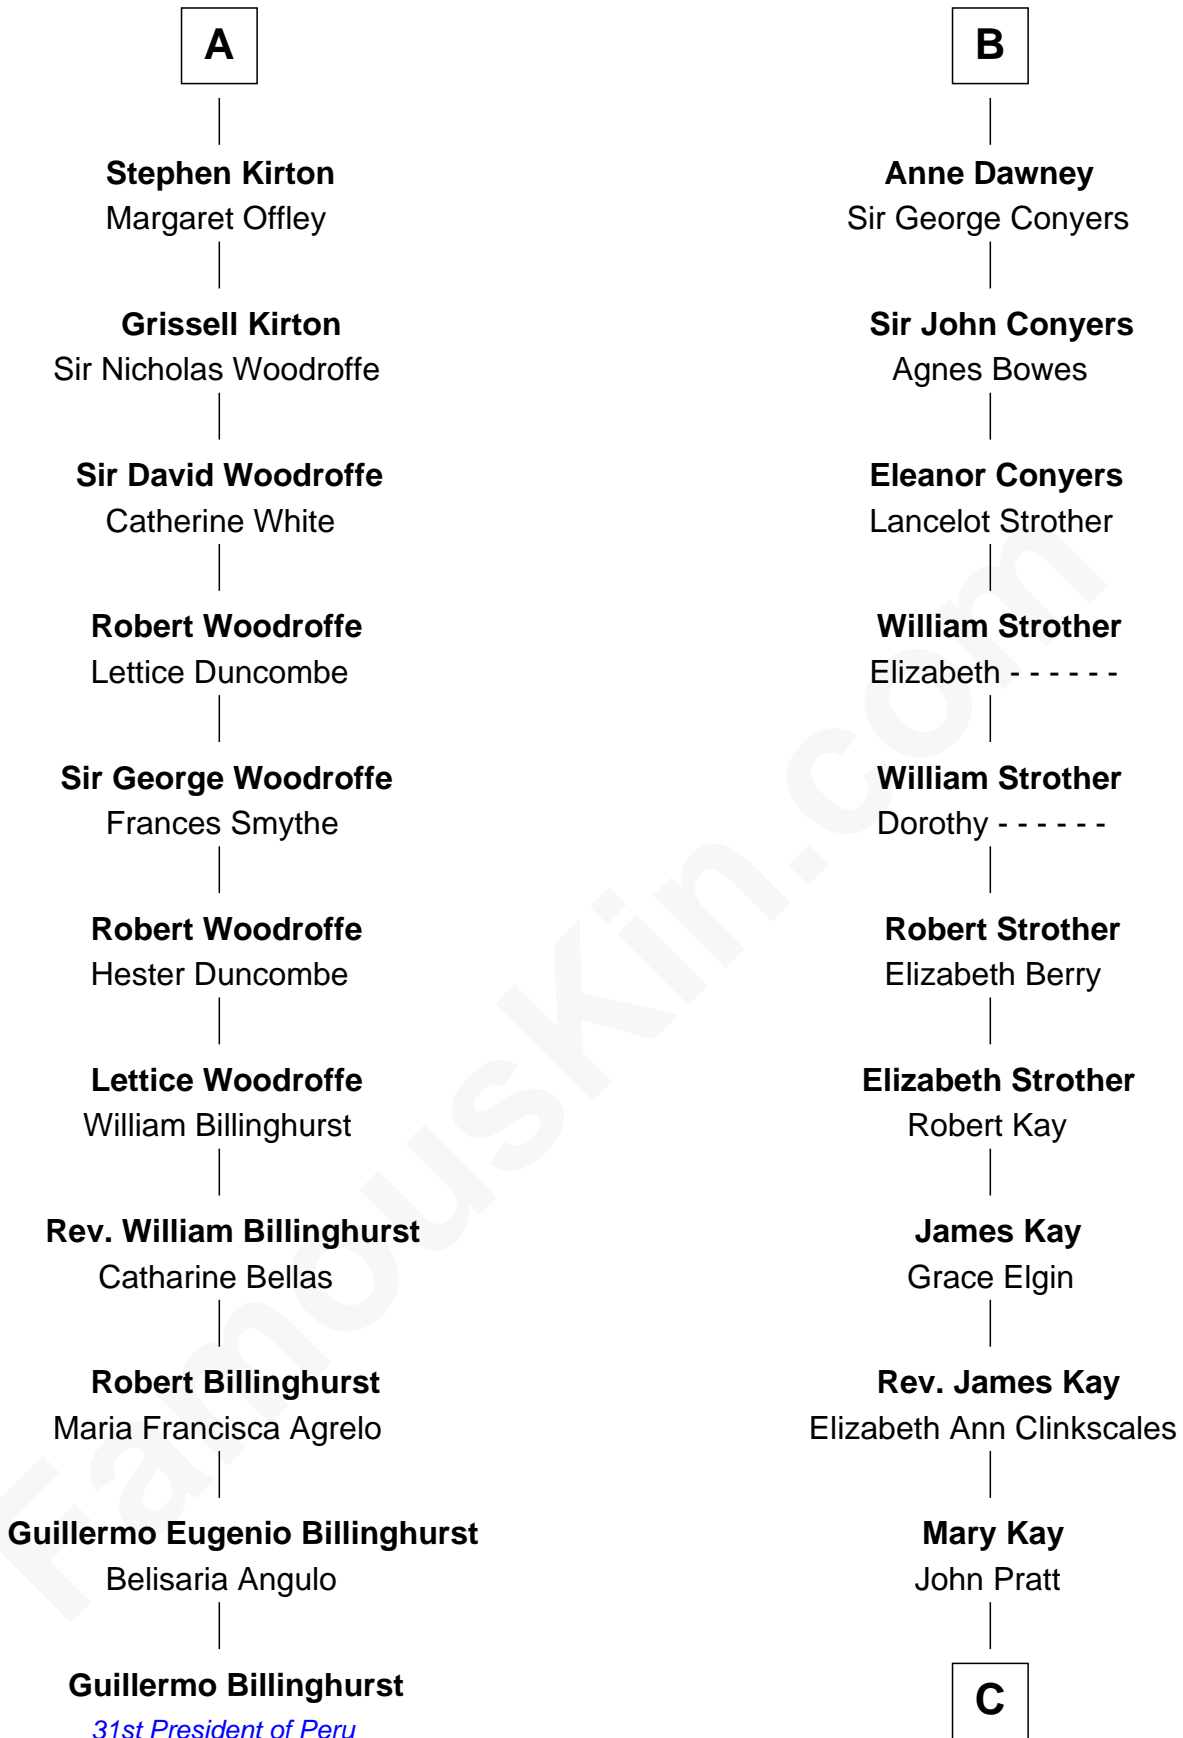 A
Stephen Kirton
Margaret Offley
Grissell Kirton
Sir Nicholas Woodroffe
Sir David Woodroffe
Catherine White
Robert Woodroffe
Lettice Duncombe
Sir George Woodroffe
Frances Smythe
Robert Woodroffe
Hester Duncombe
Lettice Woodroffe
William Billinghurst
Rev. William Billinghurst
Catharine Bellas
Robert Billinghurst
Maria Francisca Agrelo
Guillermo Eugenio Billinghurst
Belisaria Angulo
Guillermo Billinghurst
31st President of Peru
B
Anne Dawney
Sir George Conyers
Sir John Conyers
Agnes Bowes
Eleanor Conyers
Lancelot Strother
William Strother
Elizabeth - - - - - -
William Strother
Dorothy - - - - - -
Robert Strother
Elizabeth Berry
Elizabeth Strother
Robert Kay
James Kay
Grace Elgin
Rev. James Kay
Elizabeth Ann Clinkscales
Mary Kay
John Pratt
C
FamousKin.com